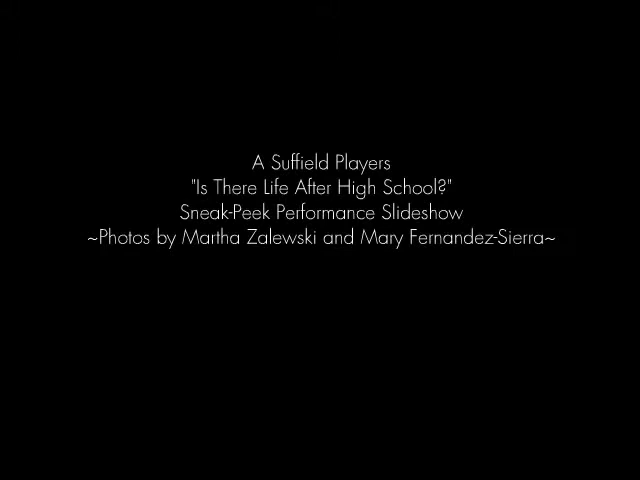 A Suffield Players
"Is There Life After High School?"
Sneak-Peek Performance Slideshow
~Photos by Martha Zalewski and Mary Fernandez-Sierra~